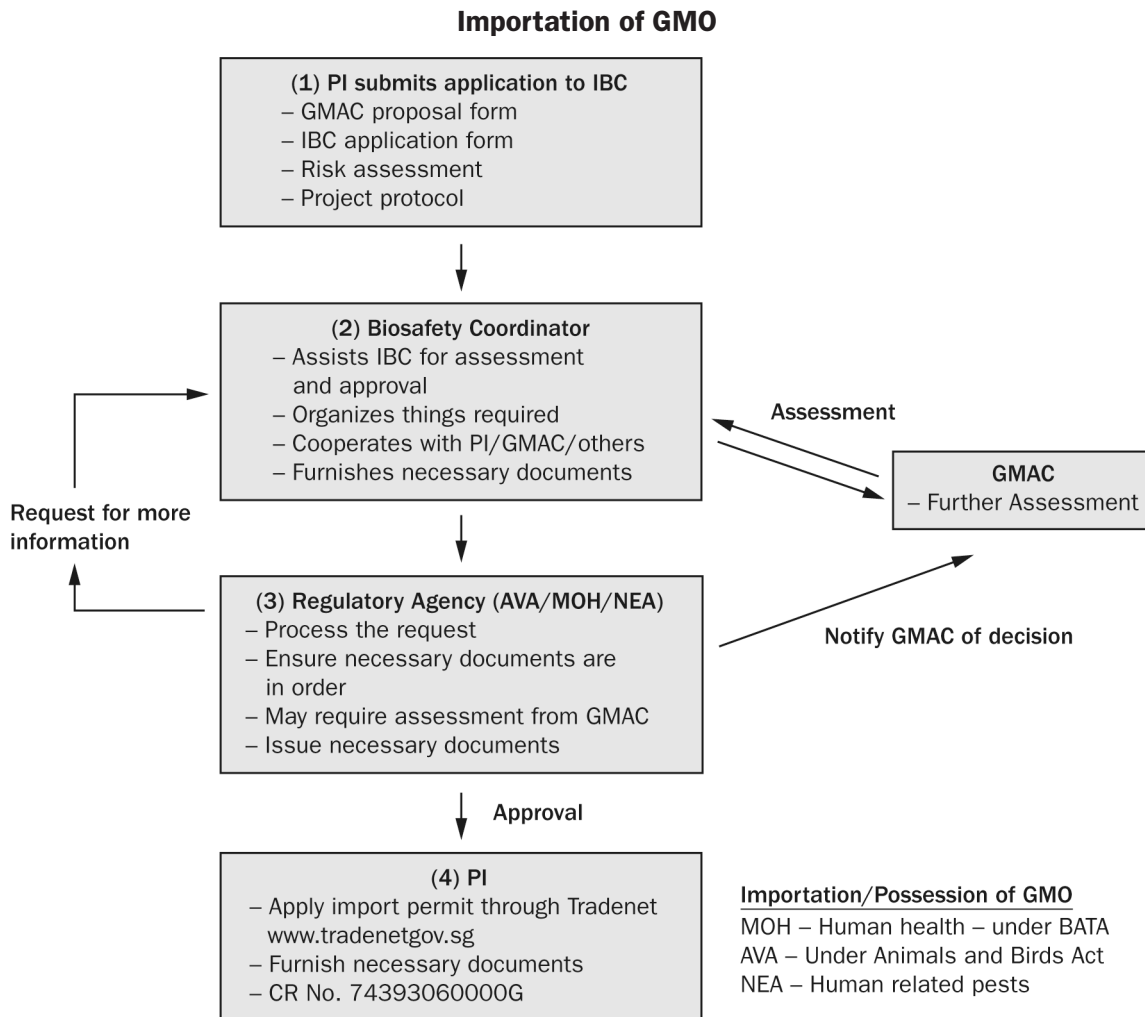 Importation of GMO
(1) PI submits application to IBC
– GMAC proposal form
– IBC application form
– Risk assessment
– Project protocol
(2) Biosafety Coordinator
– Assists IBC for assessment
and approval
– Organizes things required
– Cooperates with PI/GMAC/others
– Furnishes necessary documents
Assessment
GMAC
– Further Assessment
Request for more
information
(3) Regulatory Agency (AVA/MOH/NEA)
– Process the request
– Ensure necessary documents are
in order
– May require assessment from GMAC
– Issue necessary documents
Notify GMAC of decision
Approval
(4) PI
– Apply import permit through Tradenet
www.tradenetgov.sg
– Furnish necessary documents
– CR No. 74393060000G
Importation/Possession of GMO
MOH – Human health – under BATA
AVA – Under Animals and Birds Act
NEA – Human related pests